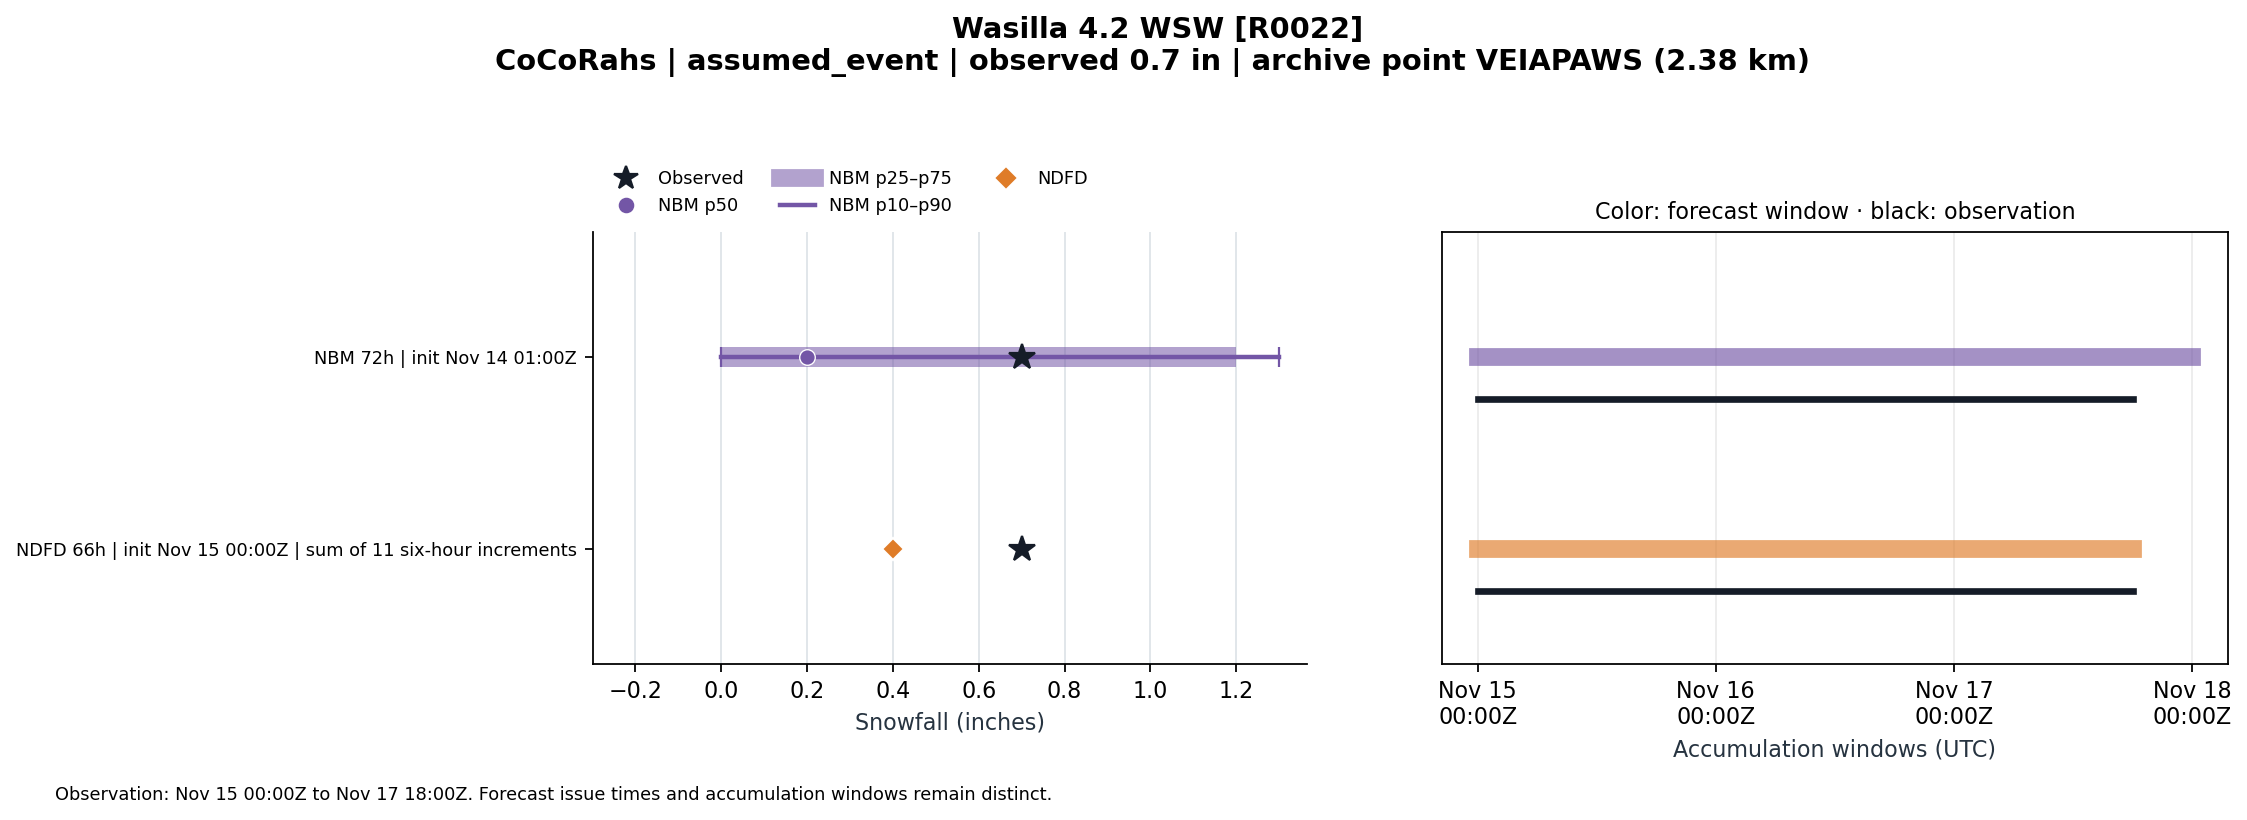 Wasilla 4.2 WSW [R0022]
CoCoRahs | assumed_event | observed 0.7 in | archive point VEIAPAWS (2.38 km)
Observed
NBM p50
NBM p25–p75
NBM p10–p90
NDFD
NBM 72h | init Nov 14 01:00Z
NDFD 66h | init Nov 15 00:00Z | sum of 11 six-hour increments
−0.2 0.0 0.2 0.4 0.6 0.8 1.0 1.2
Snowfall (inches)
Color: forecast window · black: observation
Nov 15 Nov 16 Nov 17 Nov 18
00:00Z 00:00Z 00:00Z 00:00Z
Accumulation windows (UTC)
Observation: Nov 15 00:00Z to Nov 17 18:00Z. Forecast issue times and accumulation windows remain distinct.